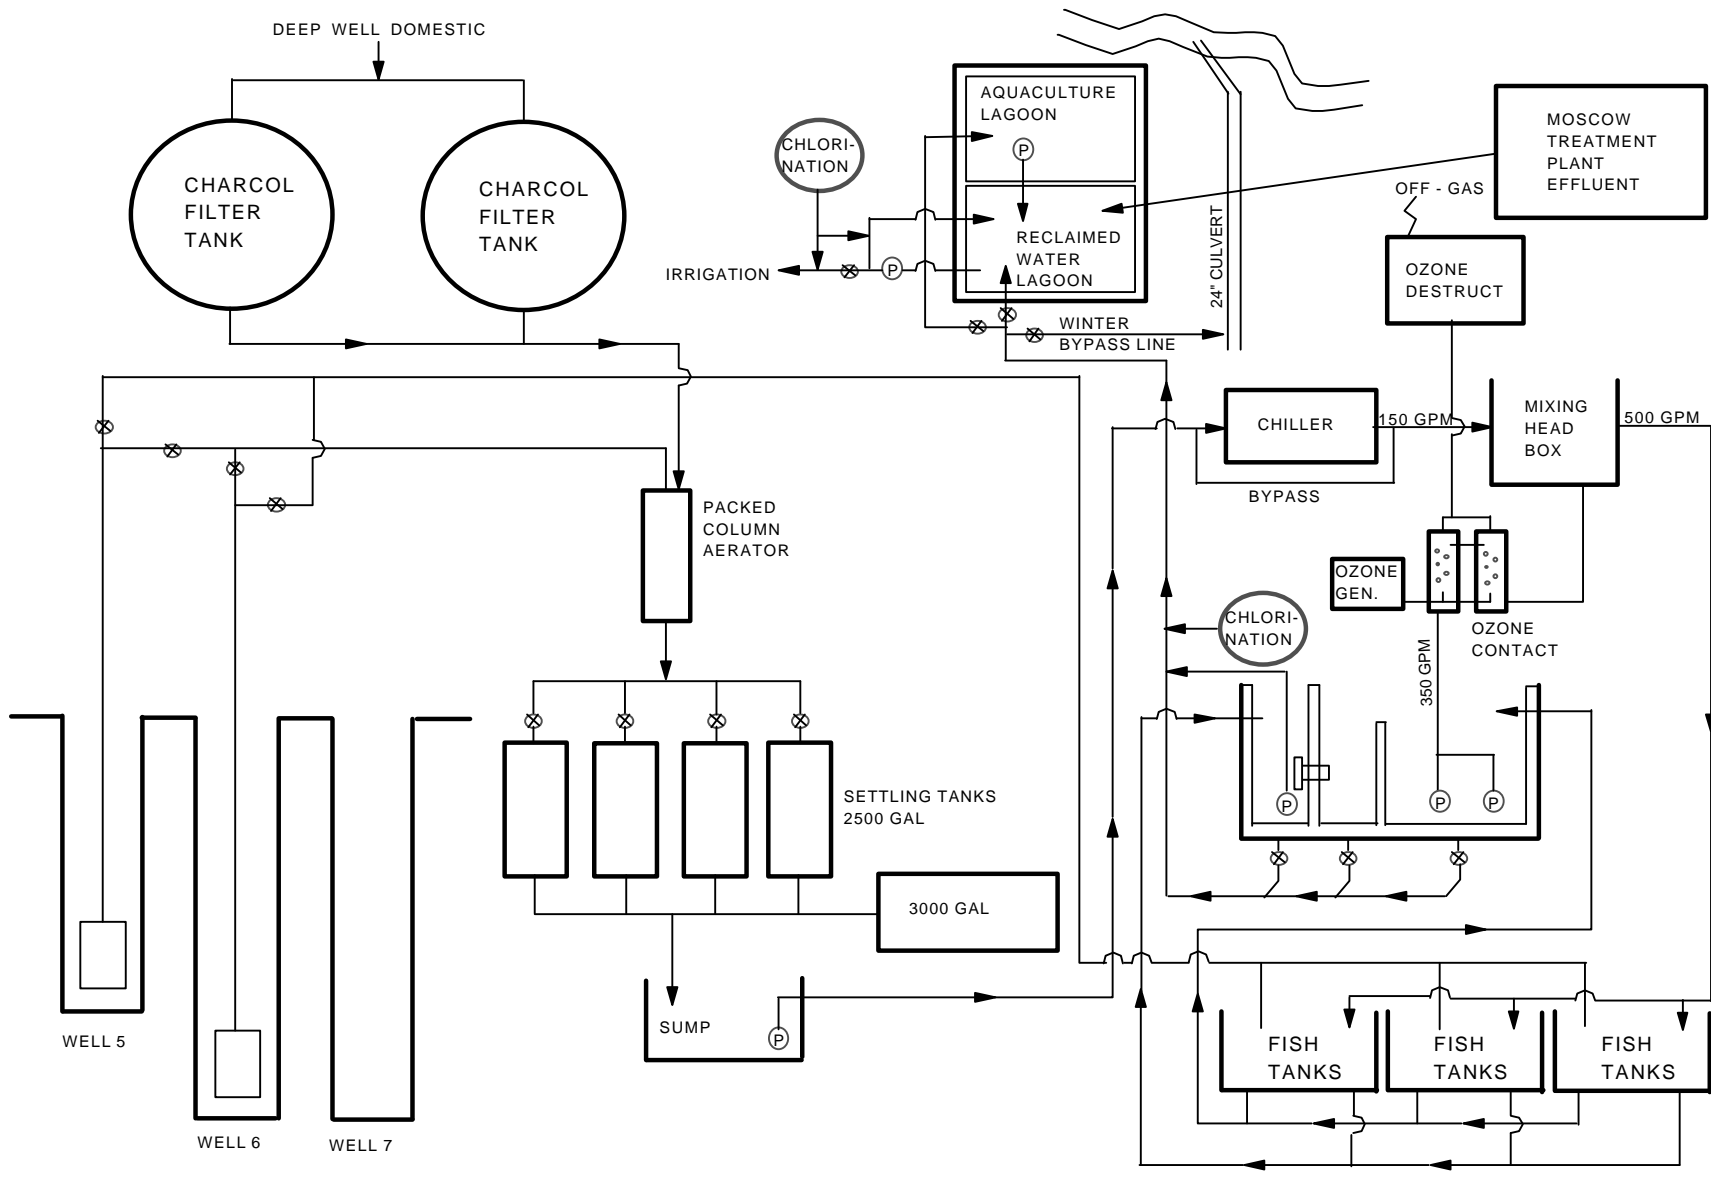 DEEP WELL DOMESTIC
CHARCOL
FILTER
TANK
CHARCOL
FILTER
TANK
CHLORI-
NATION
IRRIGATION
P
AQUACULTURE
LAGOON
P
RECLAIMED
WATER
LAGOON
WINTER
BYPASS LINE
24" CULVERT
MOSCOW
TREATMENT
PLANT
EFFLUENT
OFF - GAS
OZONE
DESTRUCT
CHILLER
150 GPM
BYPASS
MIXING
HEAD
BOX
500 GPM
PACKED
COLUMN
AERATOR
OZONE
GEN.
OZONE
CONTACT
350 GPM
CHLORI-
NATION
P
P
P
SETTLING TANKS
2500 GAL
3000 GAL
SUMP
P
WELL 5
WELL 6
WELL 7
FISH
TANKS
FISH
TANKS
FISH
TANKS